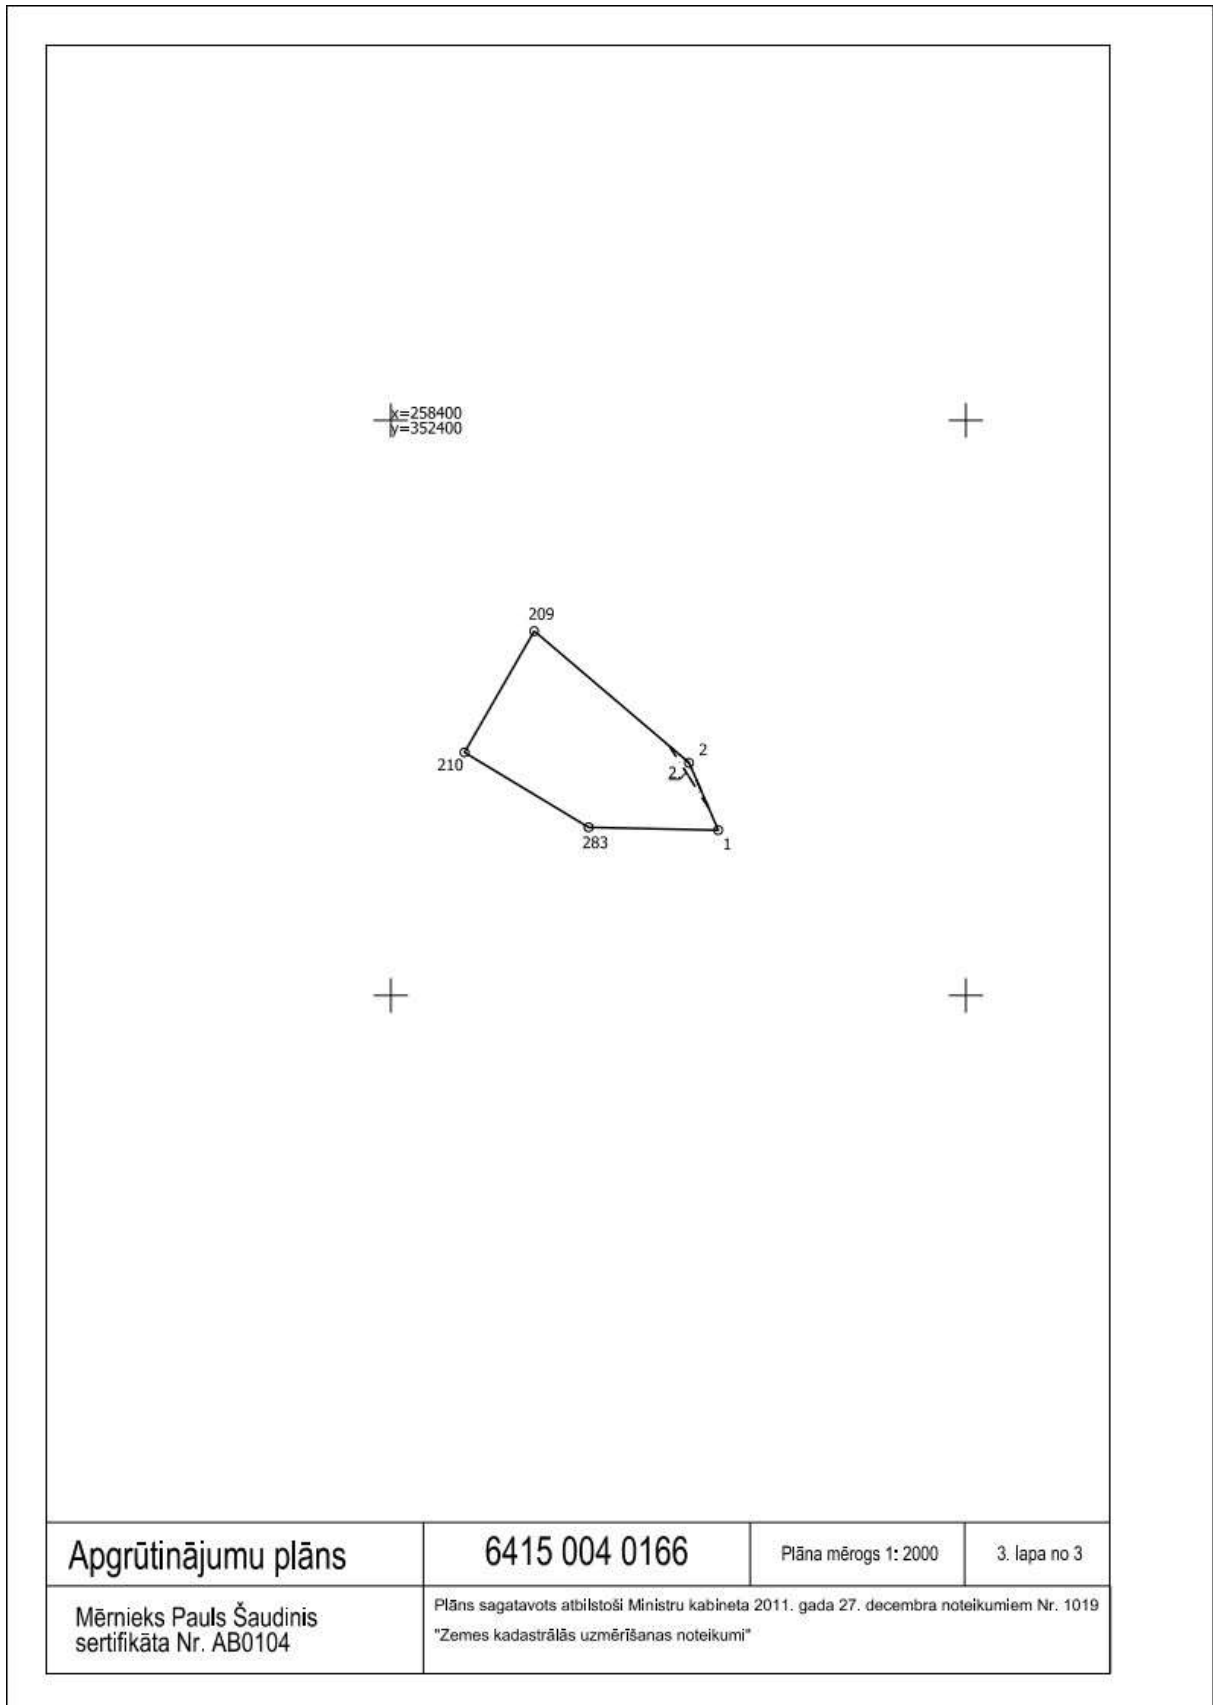 x=258400
y=352400
209
2
210
2
283
1
Apgrūtinājumu plāns
6415 004 0166
Plāna mērogs 1: 2000
3. lapa no 3
Mērnieks Pauls Šaudinis
sertifikāta Nr. AB0104
Plāns sagatavots atbilstoši Ministru kabineta 2011. gada 27. decembra noteikumiem Nr. 1019
"Zemes kadastrālās uzmērīšanas noteikumi"